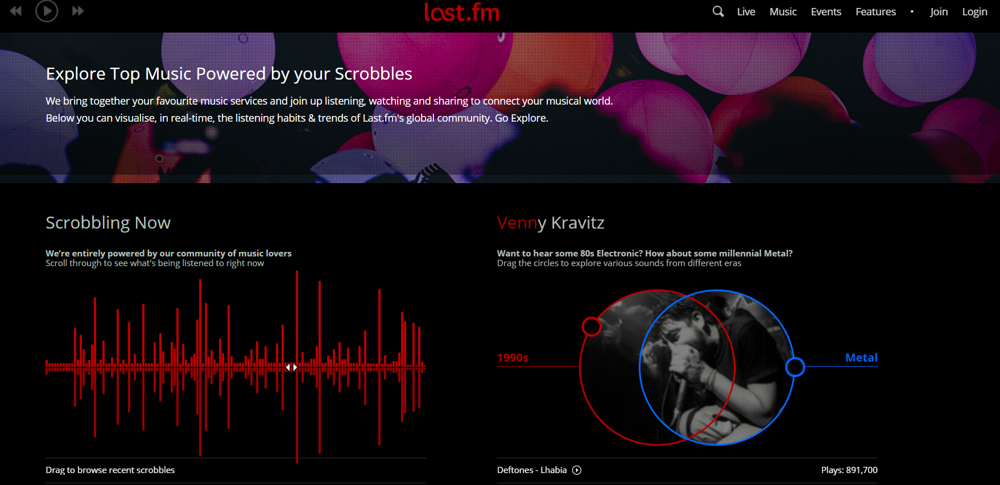 last.fm
Live Music Events Features • Join Login
Explore Top Music Powered by your Scrobbles
We bring together your favourite music services and join up listening, watching and sharing to connect your musical world.
Below you can visualise, in real-time, the listening habits & trends of Last.fm's global community. Go Explore.
Scrobbling Now
We’re entirely powered by our community of music lovers
Scroll through to see what's being listened to right now
Drag to browse recent scrobbles
Venny Kravitz
Want to hear some 80s Electronic? How about some millennial Metal?
Drag the circles to explore various sounds from different eras
1990s
Metal
Deftones - Lhabia
Plays: 891,700